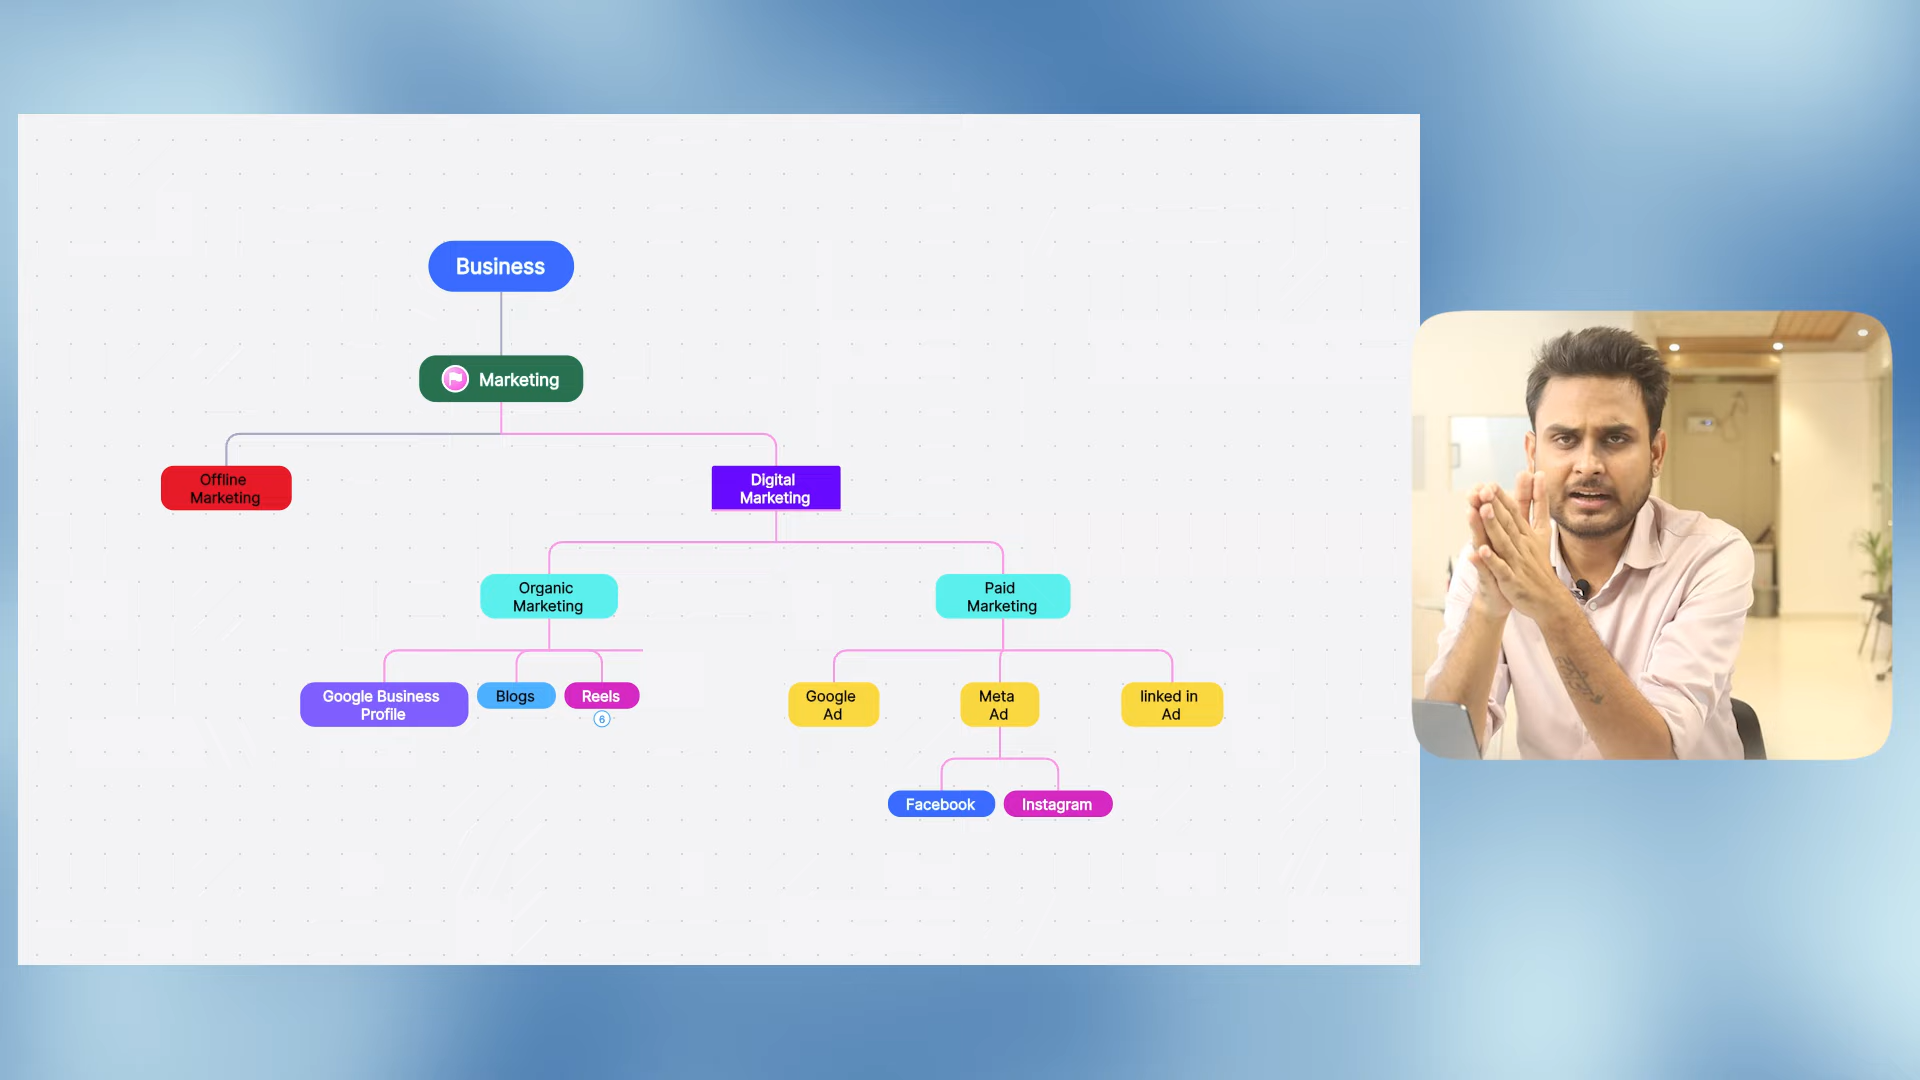 Business
Marketing
Offline
Marketing
Digital
Marketing
Organic
Marketing
Paid
Marketing
Google Business
Profile
Blogs
Reels
6
Google
Ad
Meta
Ad
linked in
Ad
Facebook
Instagram